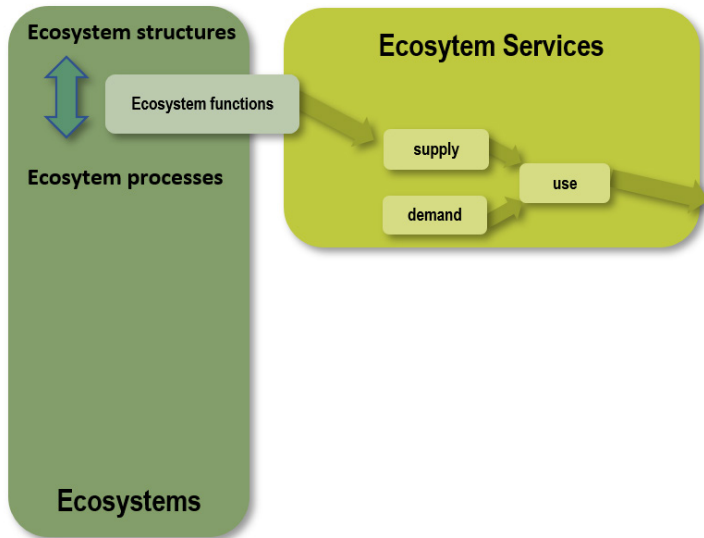 Ecosystem structures
Ecosystem functions
Ecosytem processes
Ecosystems
Ecosytem Services
supply
demand
use